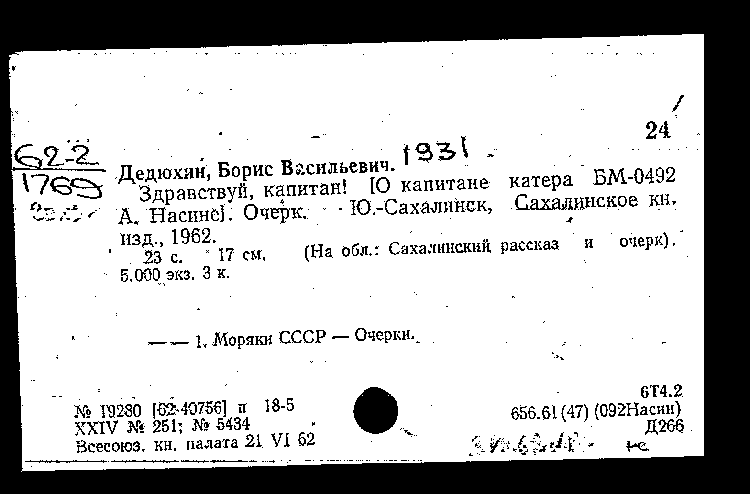 24
62-2
1769
Дедюхин, Борис Васильевич. 1931
Здравствуй, капитан! [О капитане катера БМ-0492
А. Насине]. Очерк. Ю.-Сахалинск, Сахалинское кн.
изд., 1962.
23 с. 17 см. (На обл.: Сахалинский рассказ и очерк).
5.000 экз. 3 к.
—— 1. Моряки СССР — Очерки.
6Т4.2
№ 19280 [62-40756] п 18-5
656.61(47)(092Насин)
XXIV № 251; № 5434
Д266
Всесоюз. кн. палата 21 VI 62